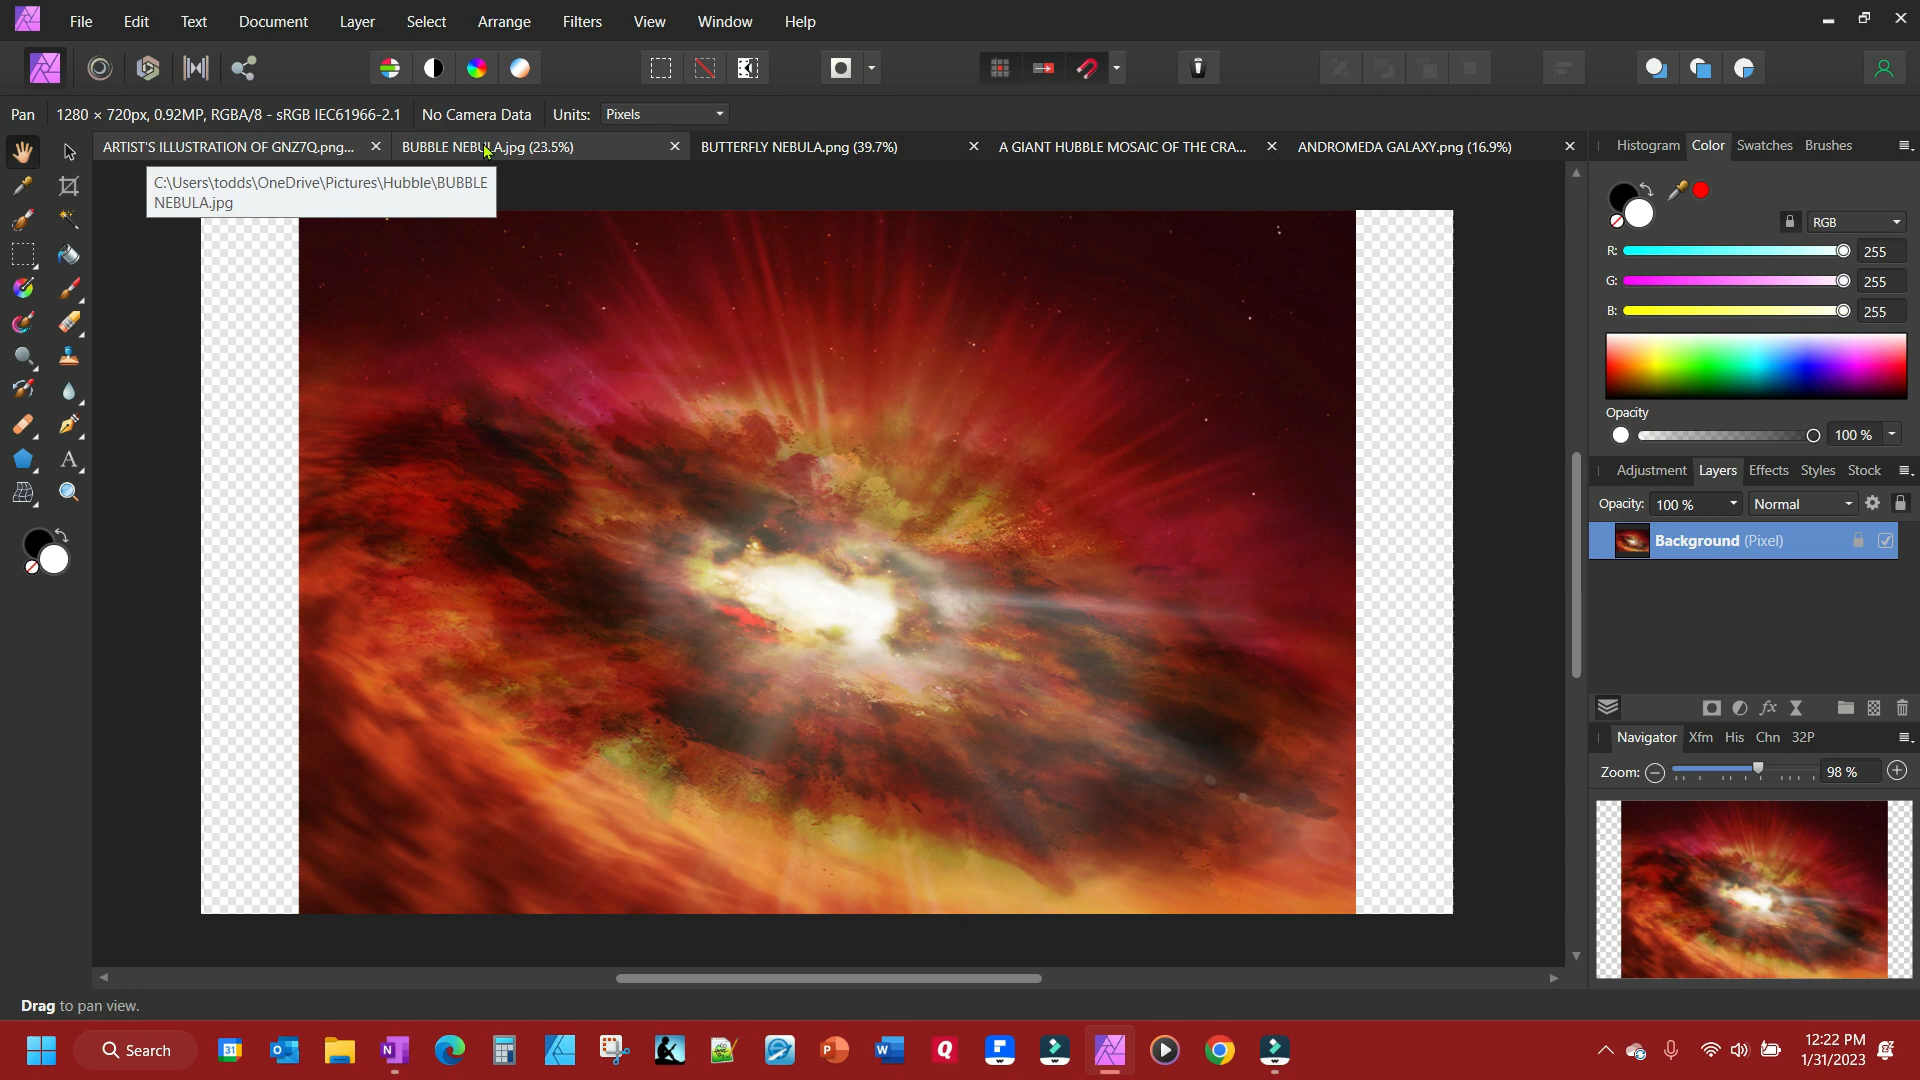 File Edit Text Document Layer Select Arrange Filters View Window Help
Pan 1280 × 720px, 0.92MP, RGBA/8 - sRGB IEC61966-2.1 No Camera Data Units: Pixels
ARTIST'S ILLUSTRATION OF GNZ7Q.png... BUBBLE NEBULA.jpg (23.5%) BUTTERFLY NEBULA.png (39.7%) A GIANT HUBBLE MOSAIC OF THE CRA... ANDROMEDA GALAXY.png (16.9%)
C:\Users\todds\OneDrive\Pictures\Hubble\BUBBLE
NEBULA.jpg
Histogram Color Swatches Brushes
RGB
R: 255
G: 255
B: 255
Opacity
100 %
Adjustment Layers Effects Styles Stock
Opacity: 100 % Normal
Background (Pixel)
fx
Navigator Xfm His Chn 32P
Zoom: 98 %
Drag to pan view.
Search
31
12:22 PM
1/31/2023